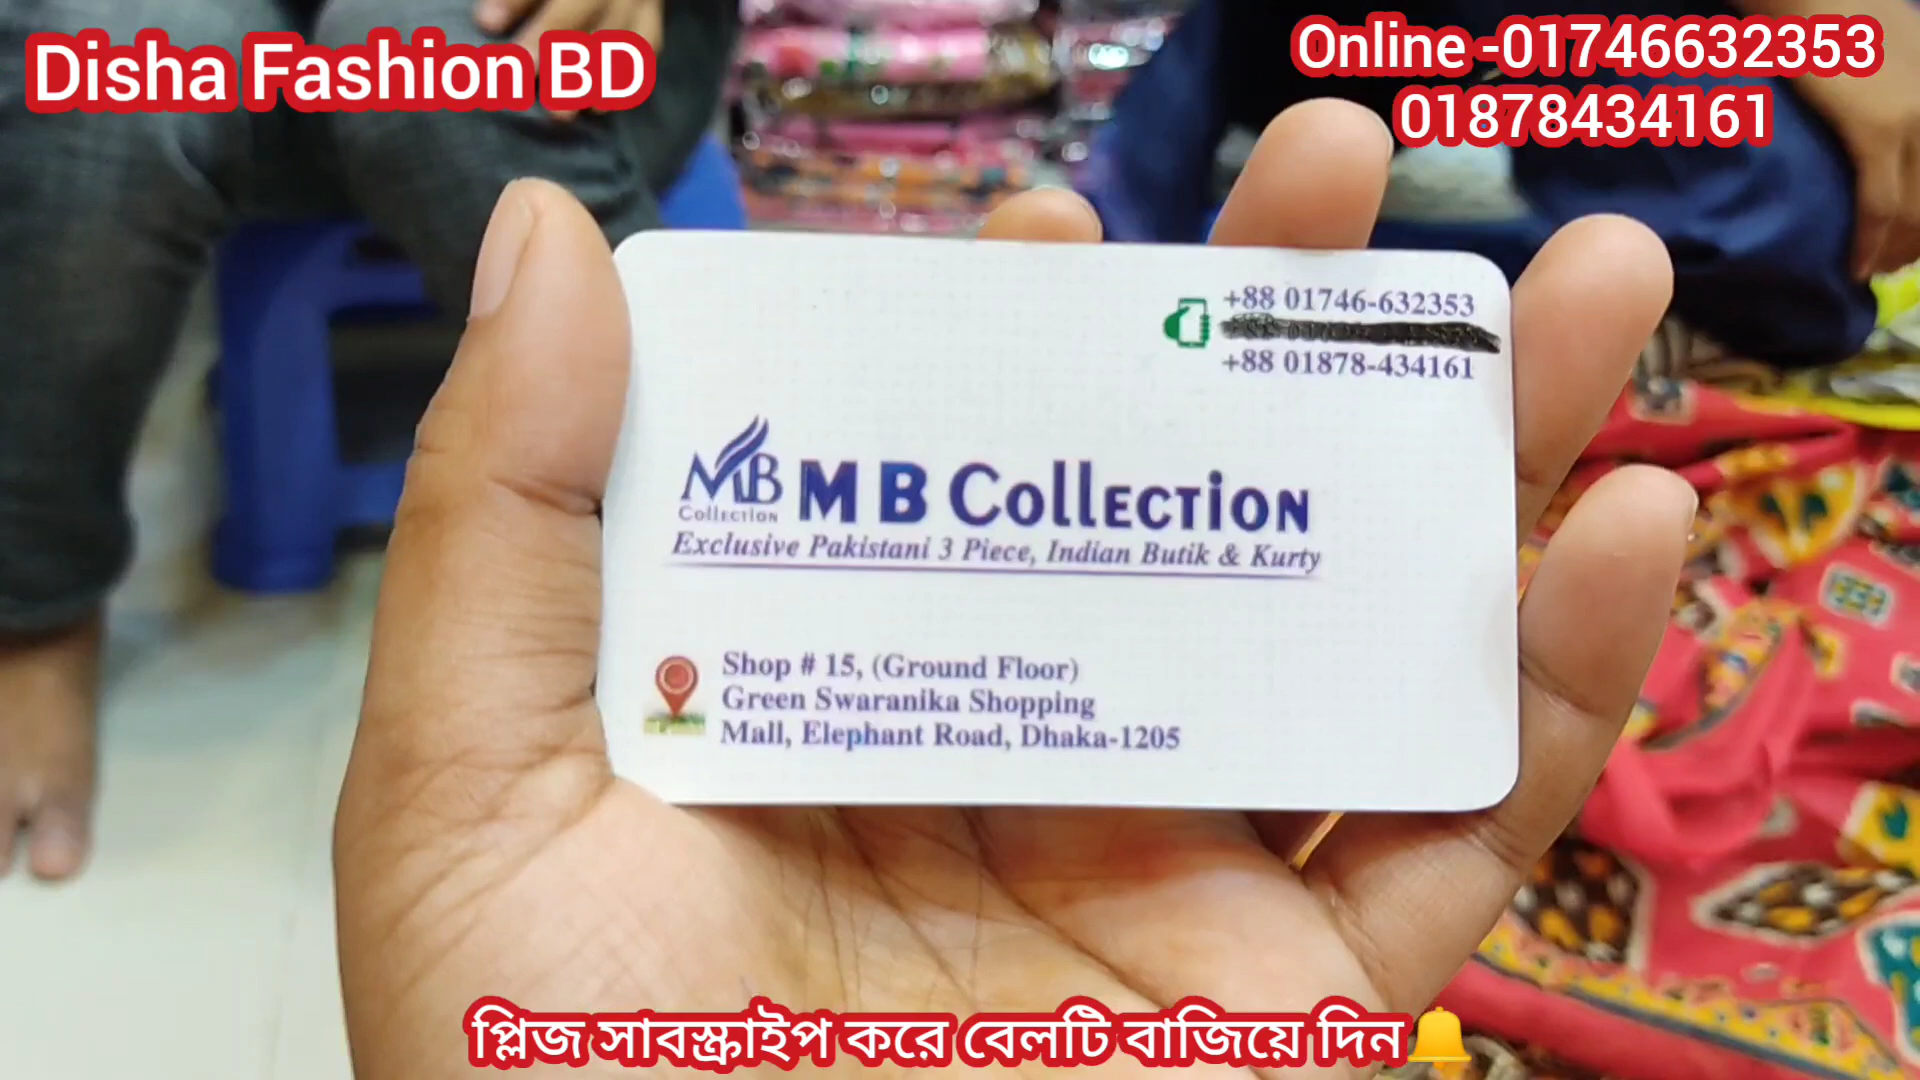 Disha Fashion BD
Online -01746632353
01878434161
+88 01746-632353
+88 01878-434161
MB
Collection
M B Collection
Exclusive Pakistani 3 Piece, Indian Butik & Kurty
Shop # 15, (Ground Floor)
Green Swaranika Shopping
Mall, Elephant Road, Dhaka-1205
প্লিজ সাবস্ক্রাইপ করে বেলটি বাজিয়ে দিন🔔